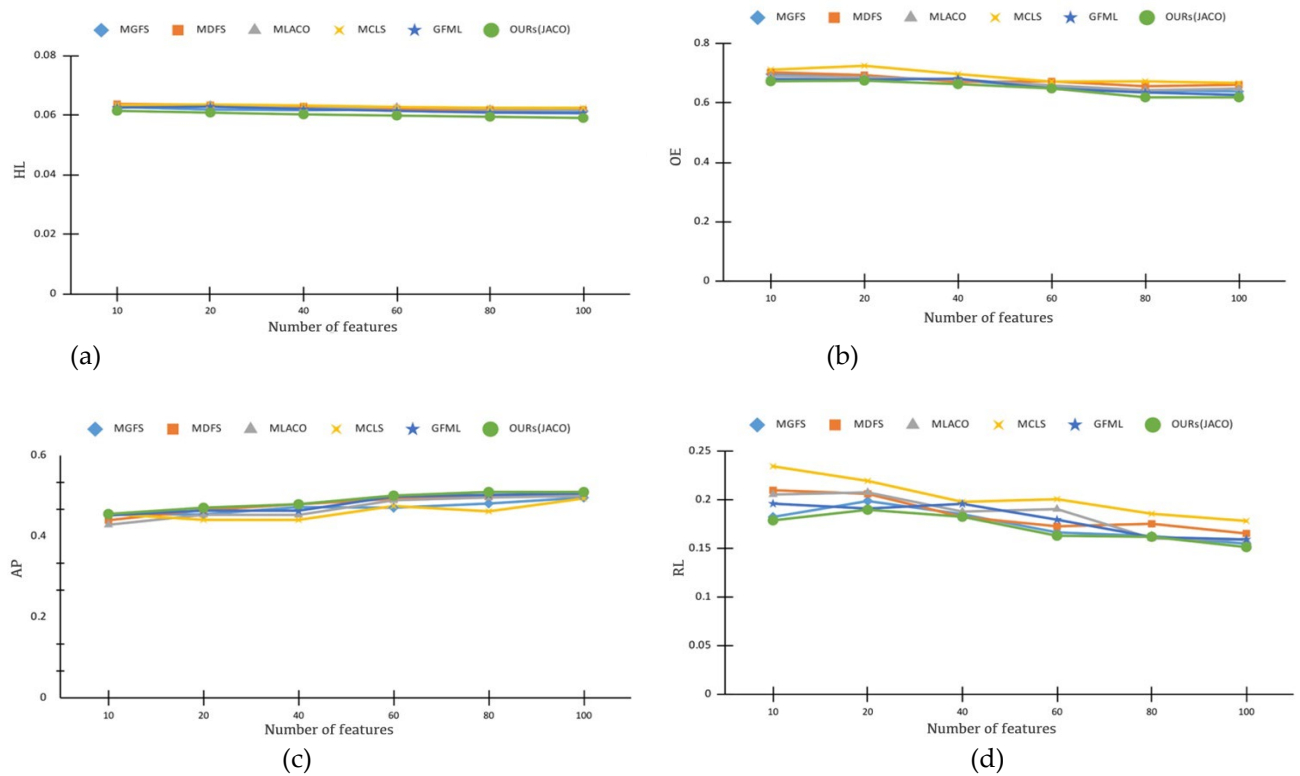 MGFS MDFS MLACO MCLS GFML OURs(JACO)
0.08
0.06
0.04
0.02
0
HL
10 20 40 60 80 100
Number of features
(a)
MGFS MDFS MLACO MCLS GFML OURs(JACO)
0.8
0.6
0.4
0.2
0
OE
10 20 40 60 80 100
Number of features
(b)
MGFS MDFS MLACO MCLS GFML OURs(JACO)
0.6
0.4
0.2
0
AP
10 20 40 60 80 100
Number of features
(c)
MGFS MDFS MLACO MCLS GFML OURs(JACO)
0.25
0.2
0.15
0.1
0.05
0
RL
10 20 40 60 80 100
Number of features
(d)